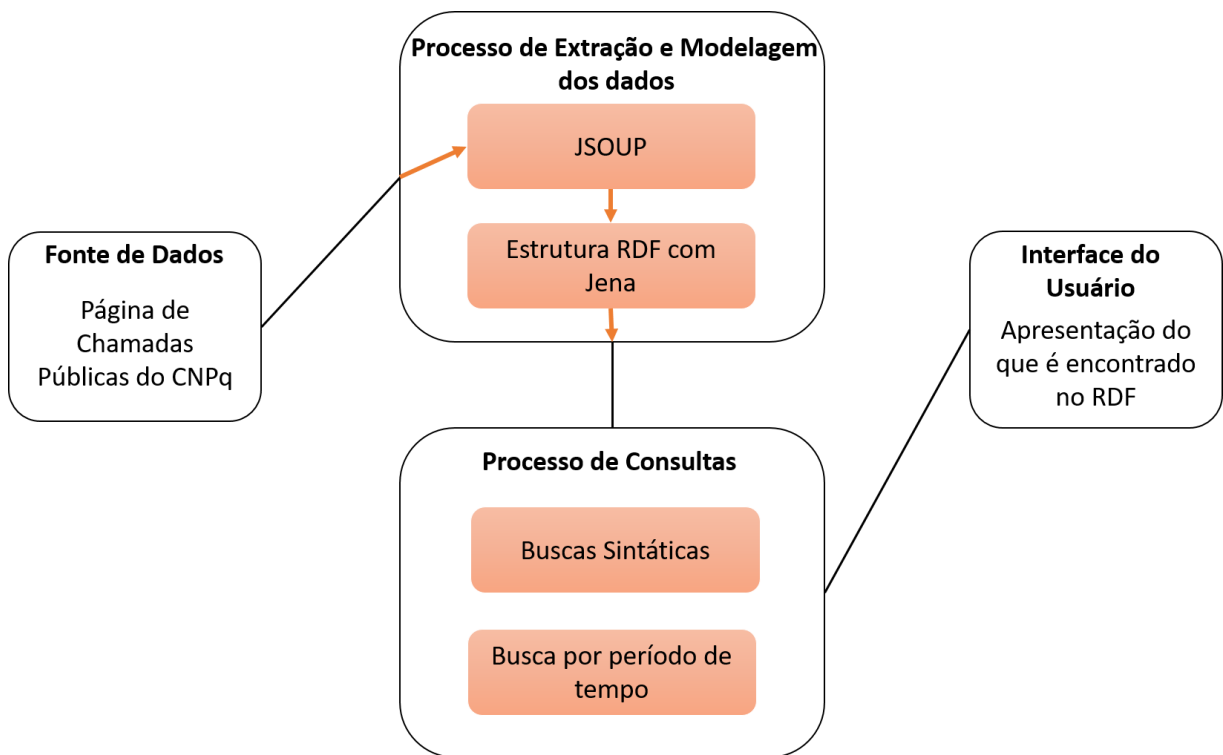 Fonte de Dados
Página de
Chamadas
Públicas do CNPq
Processo de Extração e Modelagem
dos dados
JSOUP
Estrutura RDF com
Jena
Processo de Consultas
Buscas Sintáticas
Busca por período de
tempo
Interface do
Usuário
Apresentação do
que é encontrado
no RDF